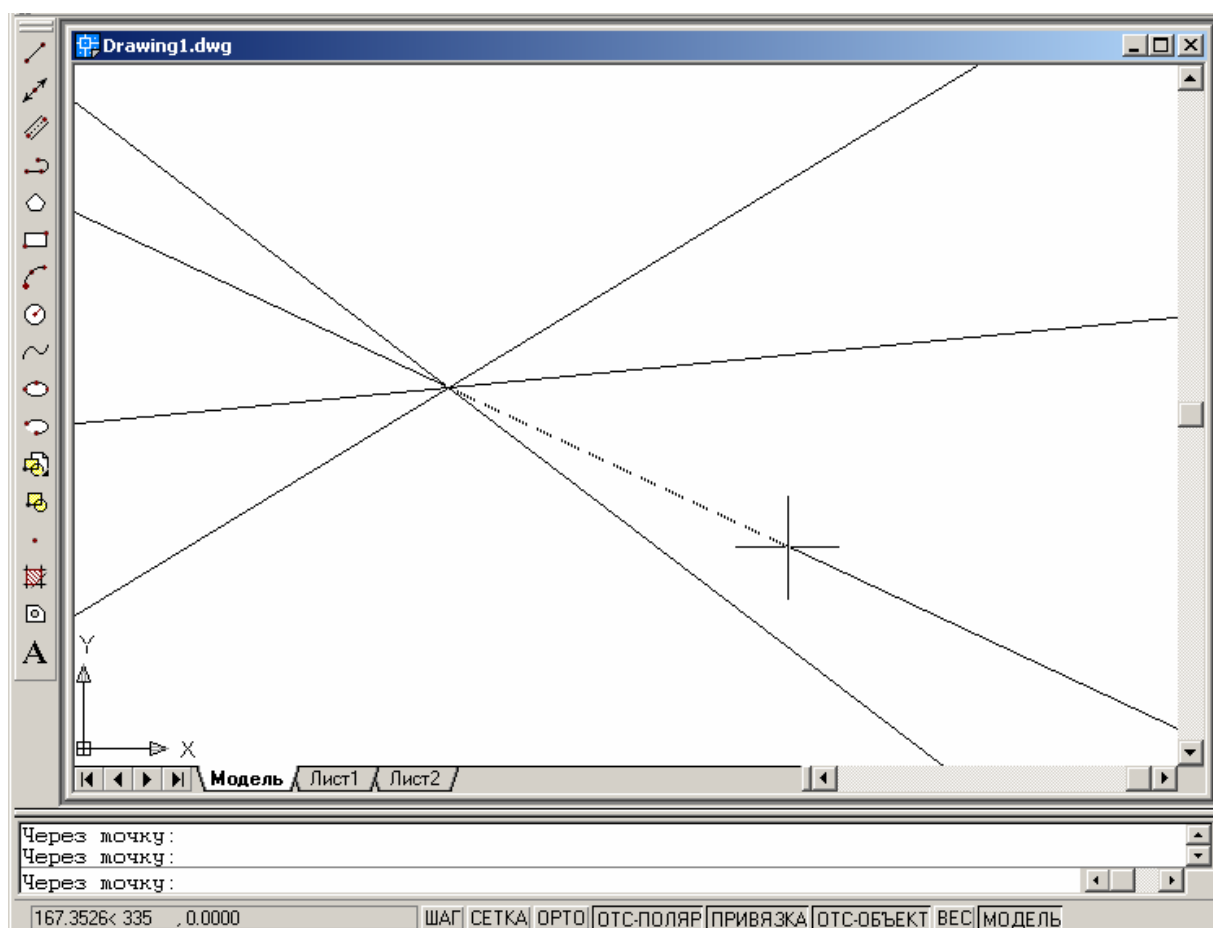 Drawing1.dwg
Y
X
A
Модель Лист1 Лист2
Через точку:
Через точку:
Через точку:
167.3526< 335 , 0.0000 ШАГ СЕТКА ОРТО ОТС-ПОЛЯР ПРИВЯЗКА ОТС-ОБЪЕКТ ВЕС МОДЕЛЬ